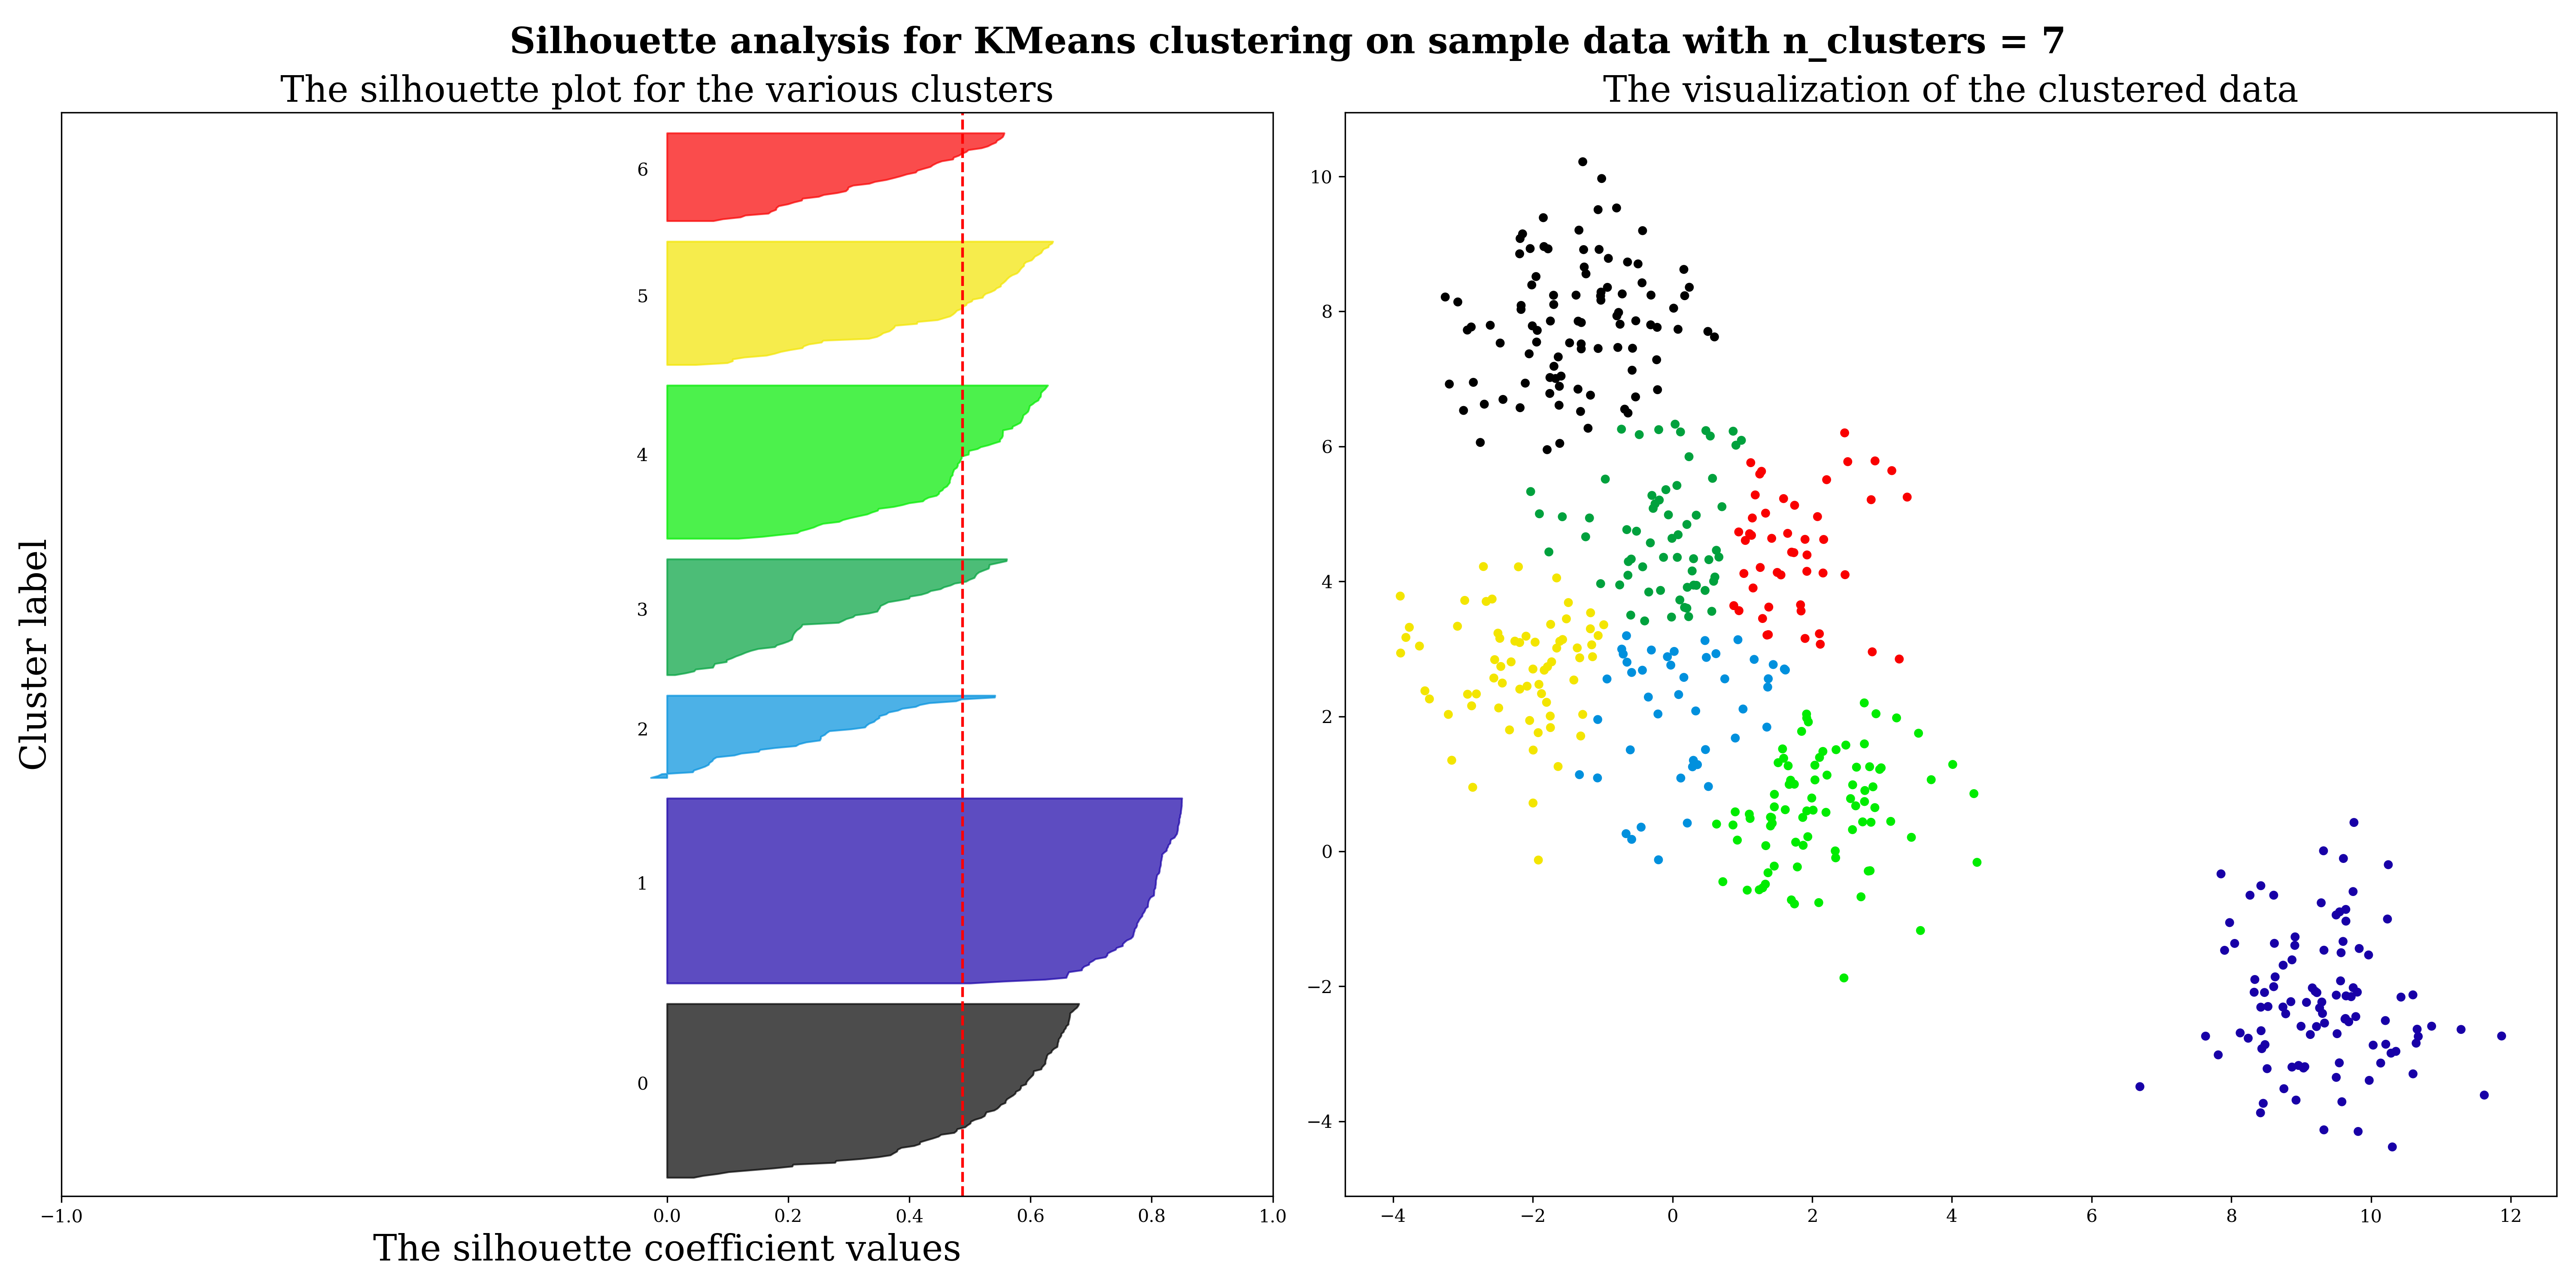 Silhouette analysis for KMeans clustering on sample data with n_clusters = 7
The silhouette plot for the various clusters
Cluster label
6
5
4
3
2
1
0
−1.0 0.0 0.2 0.4 0.6 0.8 1.0
The silhouette coefficient values
The visualization of the clustered data
10
8
6
4
2
0
−2
−4
−4 −2 0 2 4 6 8 10 12